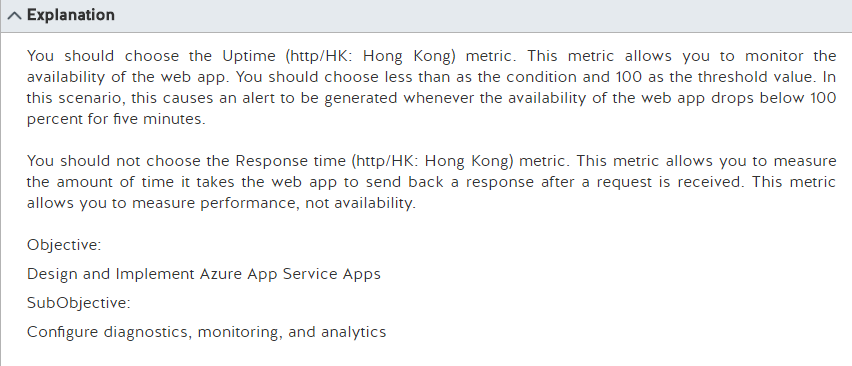 Explanation
You should choose the Uptime (http/HK: Hong Kong) metric. This metric allows you to monitor the
availability of the web app. You should choose less than as the condition and 100 as the threshold value. In
this scenario, this causes an alert to be generated whenever the availability of the web app drops below 100
percent for five minutes.
You should not choose the Response time (http/HK: Hong Kong) metric. This metric allows you to measure
the amount of time it takes the web app to send back a response after a request is received. This metric
allows you to measure performance, not availability.
Objective:
Design and Implement Azure App Service Apps
SubObjective:
Configure diagnostics, monitoring, and analytics